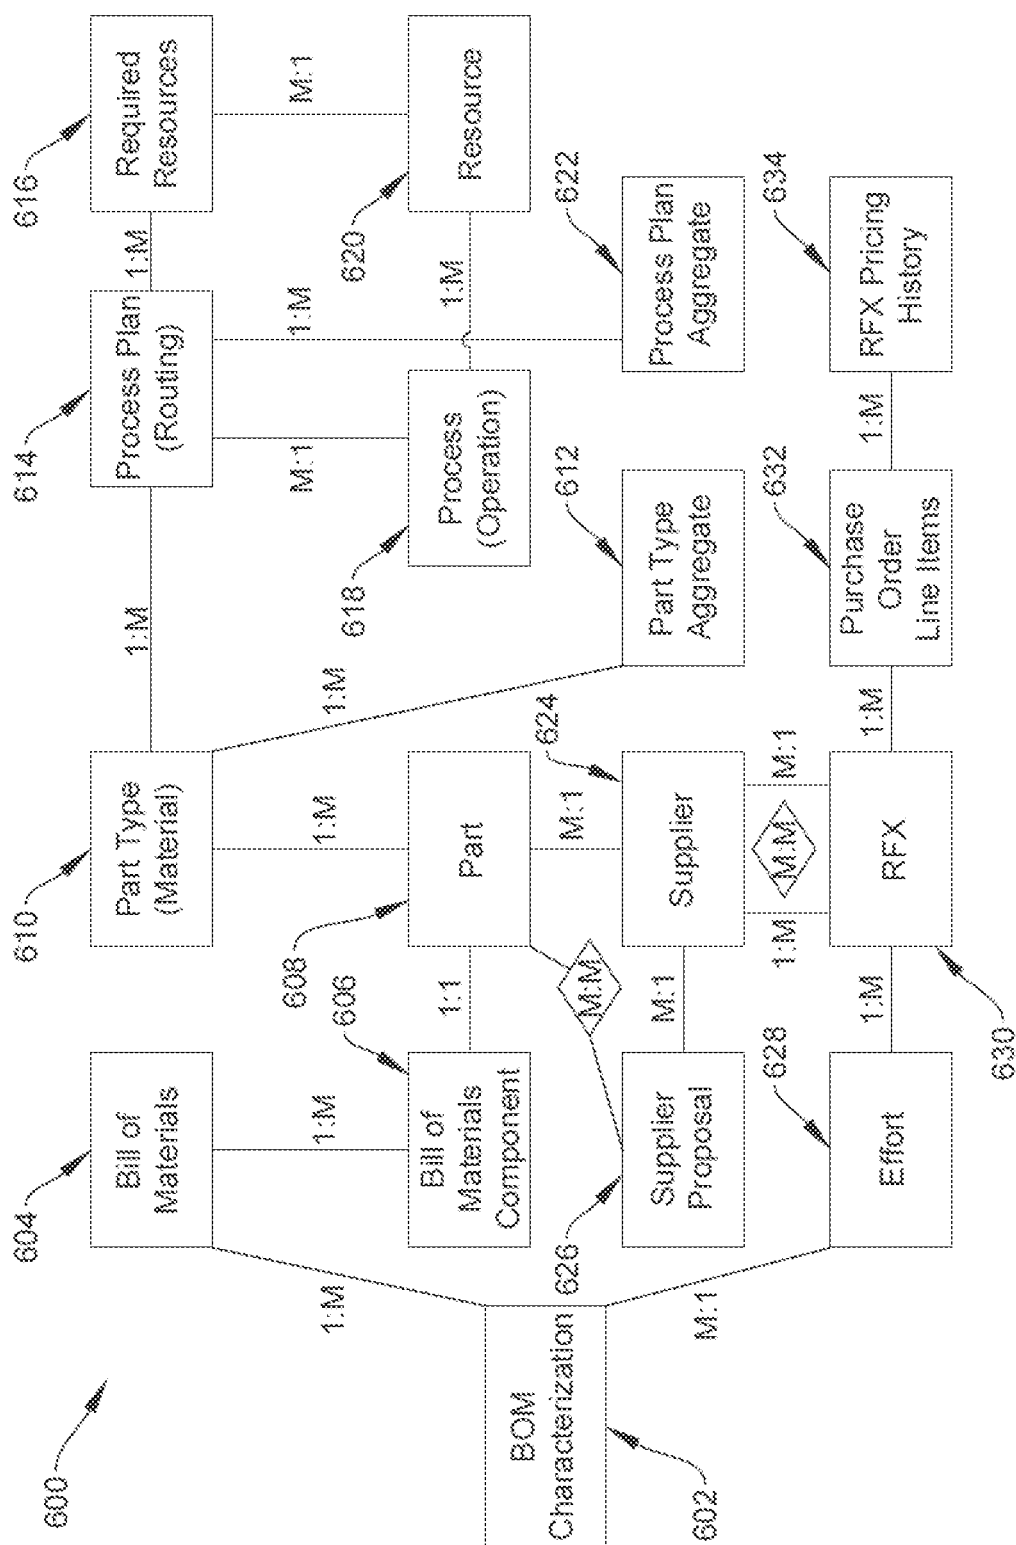 600
602
BOM
Characterization
1:M
M:1
604
Bill of
Materials
1:M
606
Bill of
Materials
Component
1:1
608
Part
610
Part Type
(Material)
1:M
1:M
1:M
612
Part Type
Aggregate
614
Process Plan
(Routing)
1:M
616
Required
Resources
M:1
M:1
1:M
618
Process
(Operation)
1:M
620
Resource
622
Process Plan
Aggregate
M:M
M:1
624
Supplier
M:1
626
Supplier
Proposal
1:M
M:M
M:1
628
Effort
1:M
630
RFX
1:M
632
Purchase
Order
Line Items
1:M
634
RFX Pricing
History